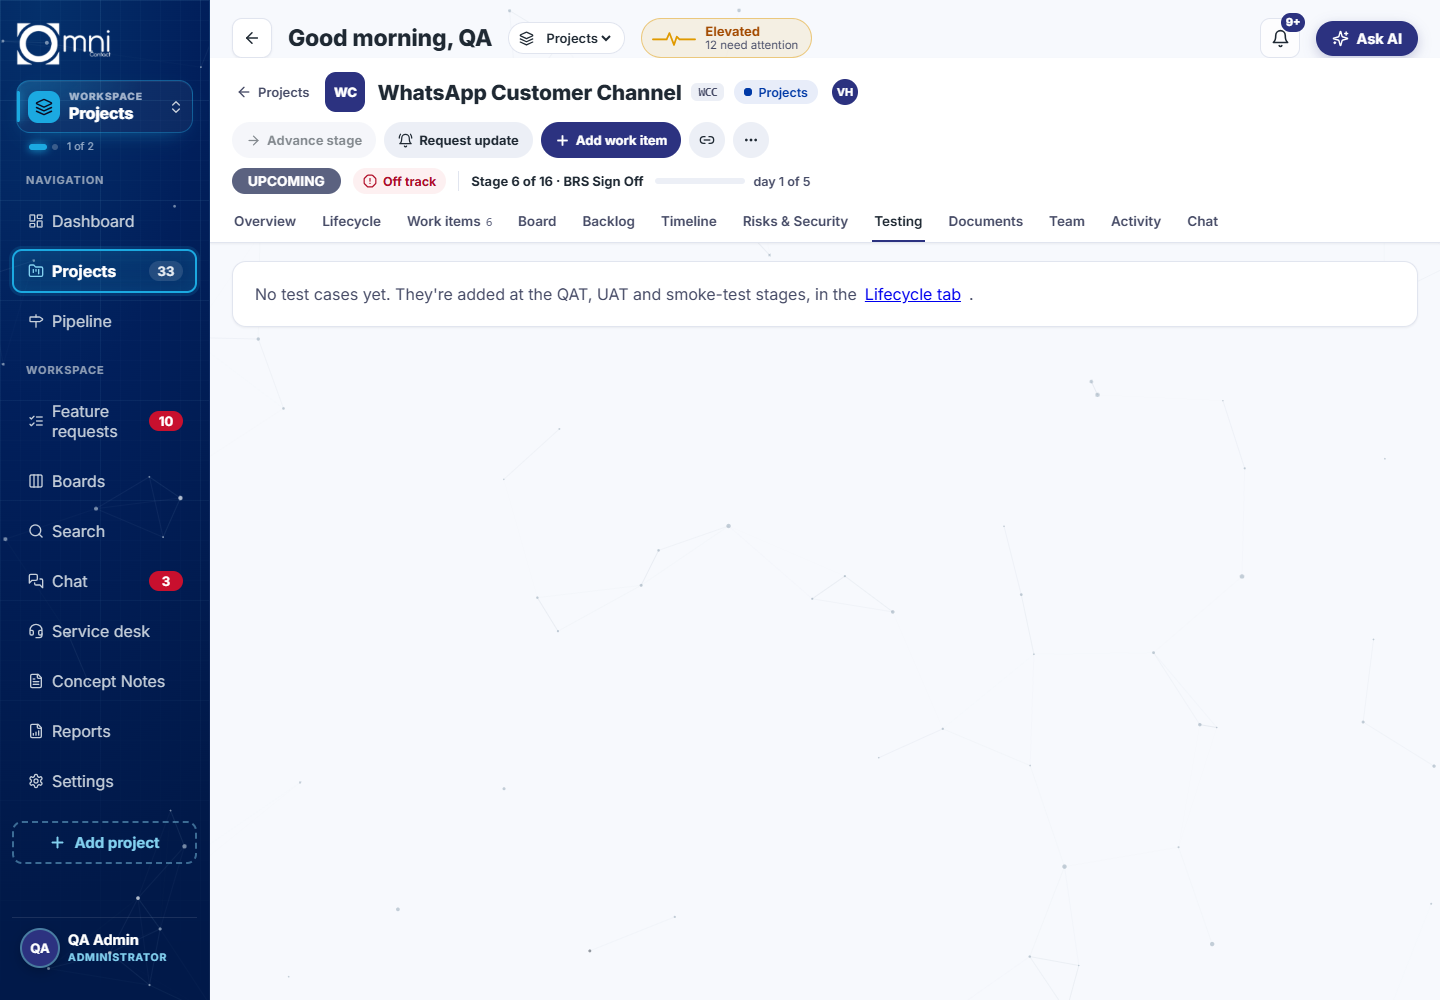 Omni
Contact
WORKSPACE
Projects
1 of 2
NAVIGATION
Dashboard
Projects 33
Pipeline
WORKSPACE
Feature requests 10
Boards
Search
Chat 3
Service desk
Concept Notes
Reports
Settings
+ Add project
QA QA Admin
ADMINISTRATOR
Good morning, QA
Projects
Elevated
12 need attention
9+
Ask AI
Projects
WC
WhatsApp Customer Channel
WCC
Projects
VH
Advance stage
Request update
+ Add work item
UPCOMING
Off track
Stage 6 of 16 · BRS Sign Off
day 1 of 5
Overview Lifecycle Work items 6 Board Backlog Timeline Risks & Security Testing Documents Team Activity Chat
No test cases yet. They're added at the QAT, UAT and smoke-test stages, in the Lifecycle tab .